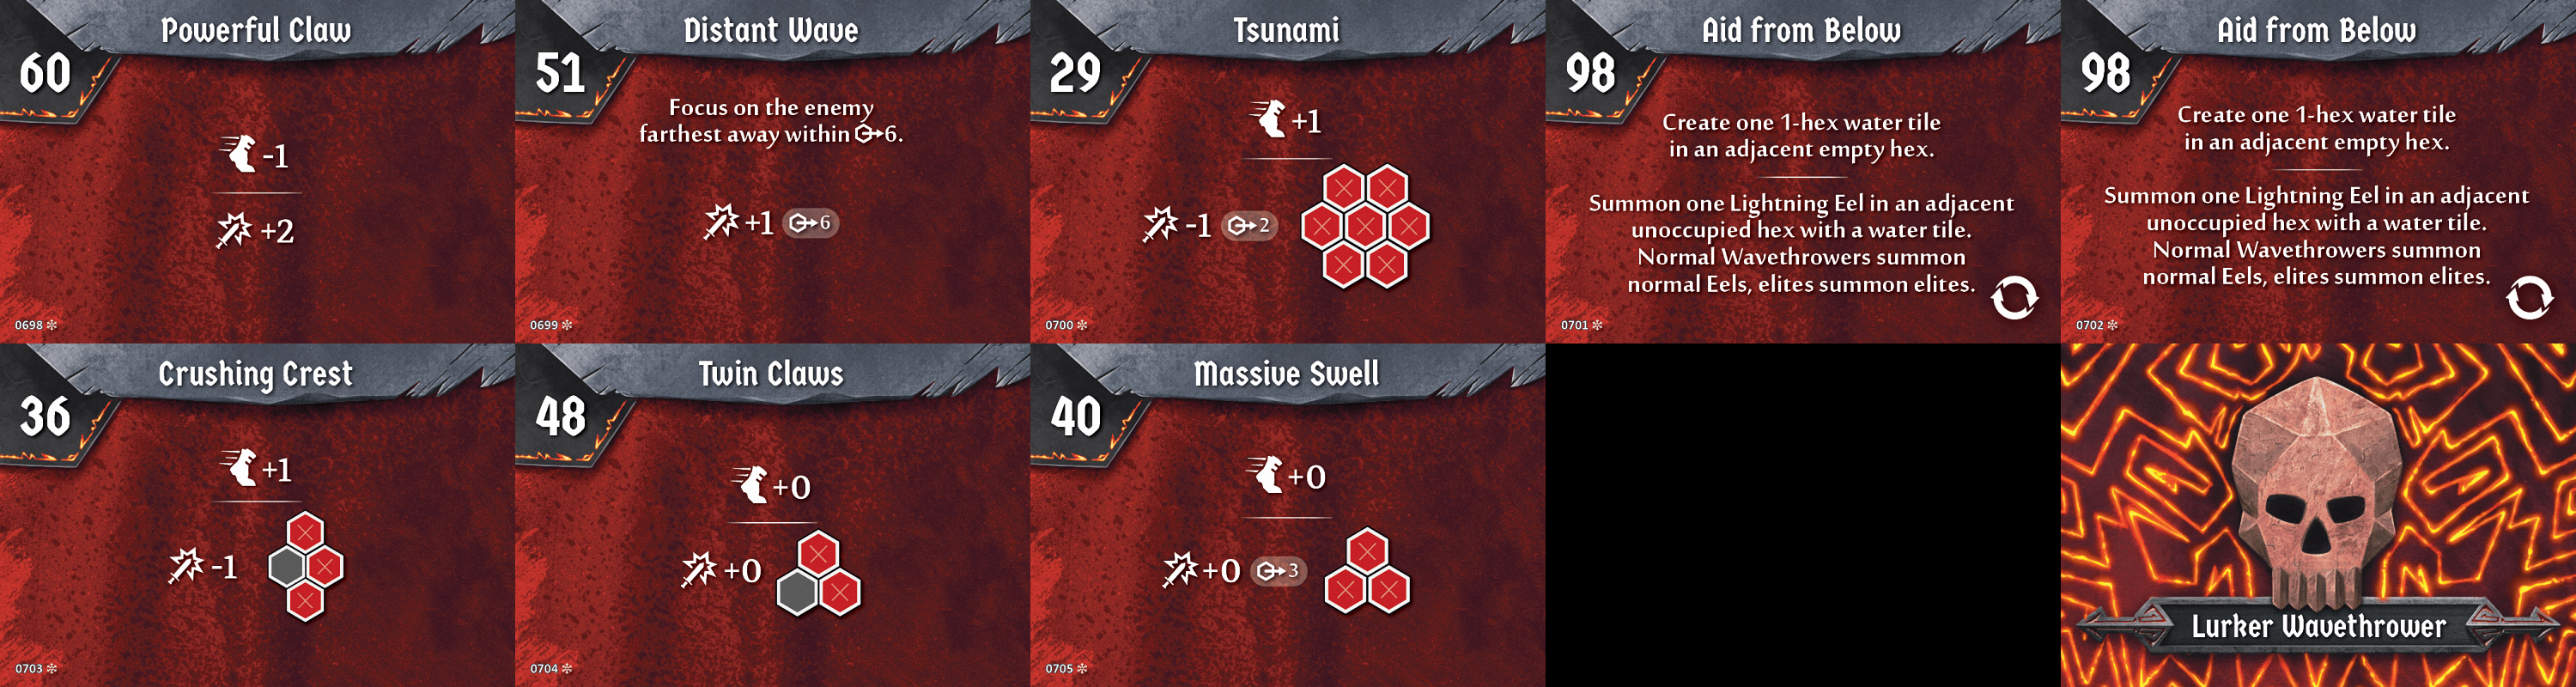 Powerful Claw
60
-1
+2
0698
Distant Wave
51
Focus on the enemy
farthest away within 6.
+1 6
0699
Tsunami
29
+1
-1 2
0700
Aid from Below
98
Create one 1-hex water tile
in an adjacent empty hex.
Summon one Lightning Eel in an adjacent
unoccupied hex with a water tile.
Normal Wavethrowers summon
normal Eels, elites summon elites.
0701
Aid from Below
98
Create one 1-hex water tile
in an adjacent empty hex.
Summon one Lightning Eel in an adjacent
unoccupied hex with a water tile.
Normal Wavethrowers summon
normal Eels, elites summon elites.
0702
Crushing Crest
36
+1
-1
0703
Twin Claws
48
+0
+0
0704
Massive Swell
40
+0
+0 3
0705
Lurker Wavethrower